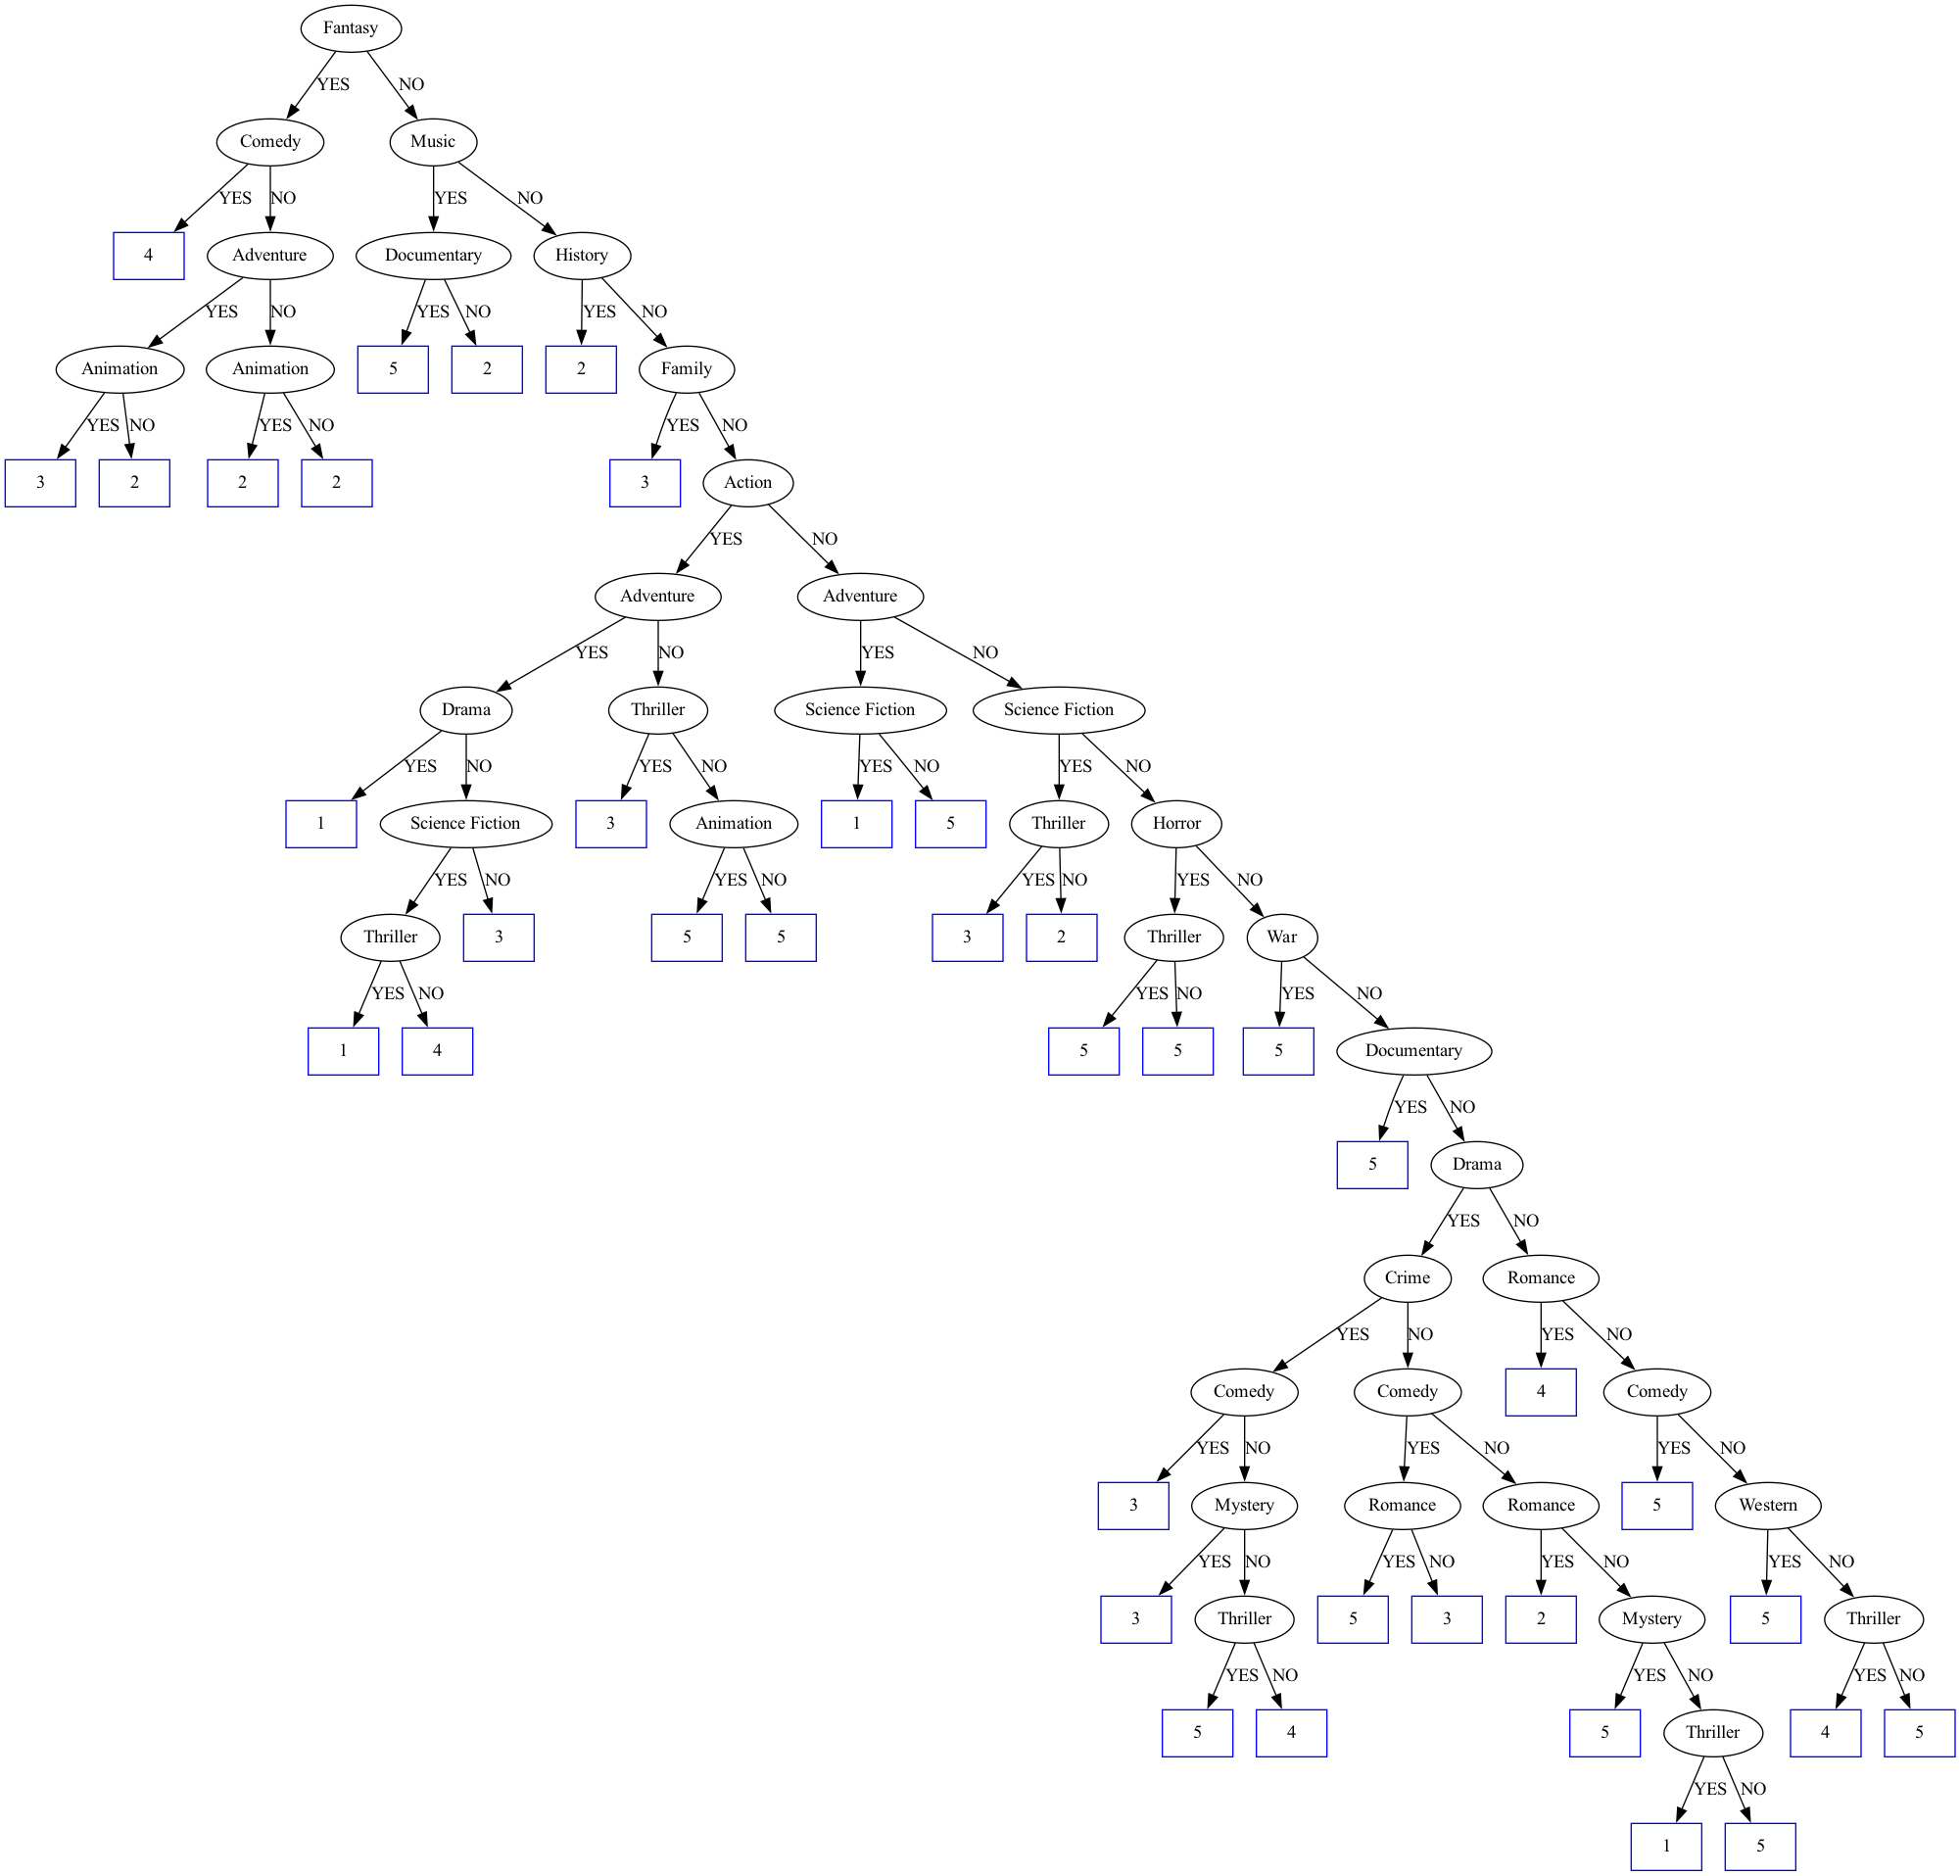 Fantasy
YES NO
Comedy Music
YES NO YES NO
4 Adventure Documentary History
YES NO YES NO YES NO
Animation Animation 5 2 2 Family
YES NO YES NO YES NO
3 2 2 2 3 Action
YES NO
Adventure Adventure
YES NO YES NO
Drama Thriller Science Fiction Science Fiction
YES NO YES NO YES NO YES NO
1 Science Fiction 3 Animation 1 5 Thriller Horror
YES NO YES NO YES NO YES NO
Thriller 3 5 5 3 2 Thriller War
YES NO YES NO YES NO
1 4 5 5 5 Documentary
YES NO
5 Drama
YES NO
Crime Romance
YES NO YES NO
Comedy Comedy 4 Comedy
YES NO YES NO YES NO
3 Mystery Romance Romance 5 Western
YES NO YES NO YES NO YES NO
3 Thriller 5 3 2 Mystery 5 Thriller
YES NO YES NO YES NO
5 4 5 Thriller 4 5
YES NO
1 5